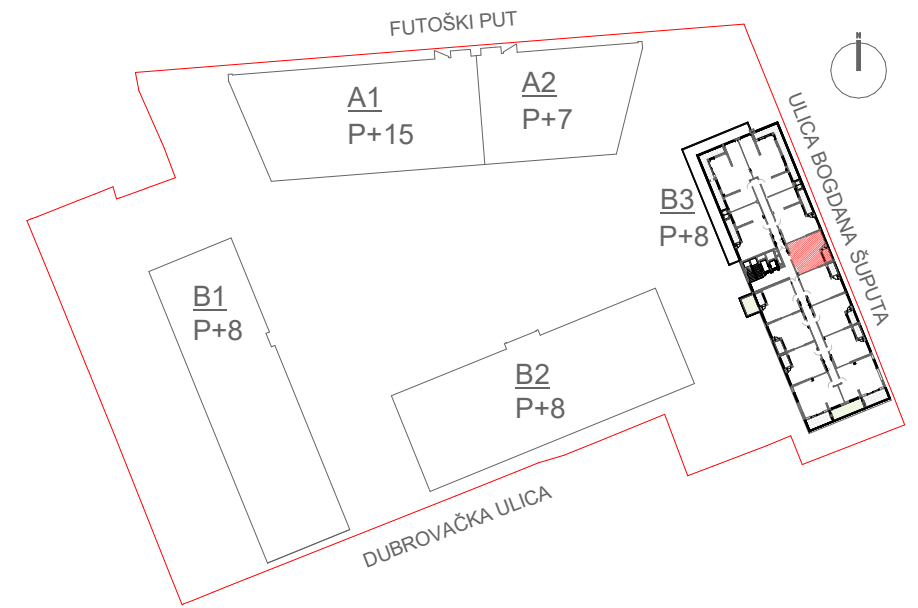 FUTOŠKI PUT
N
A1
P+15
A2
P+7
ULICA BOGDANA ŠUPUTA
B3
P+8
B1
P+8
B2
P+8
DUBROVAČKA ULICA